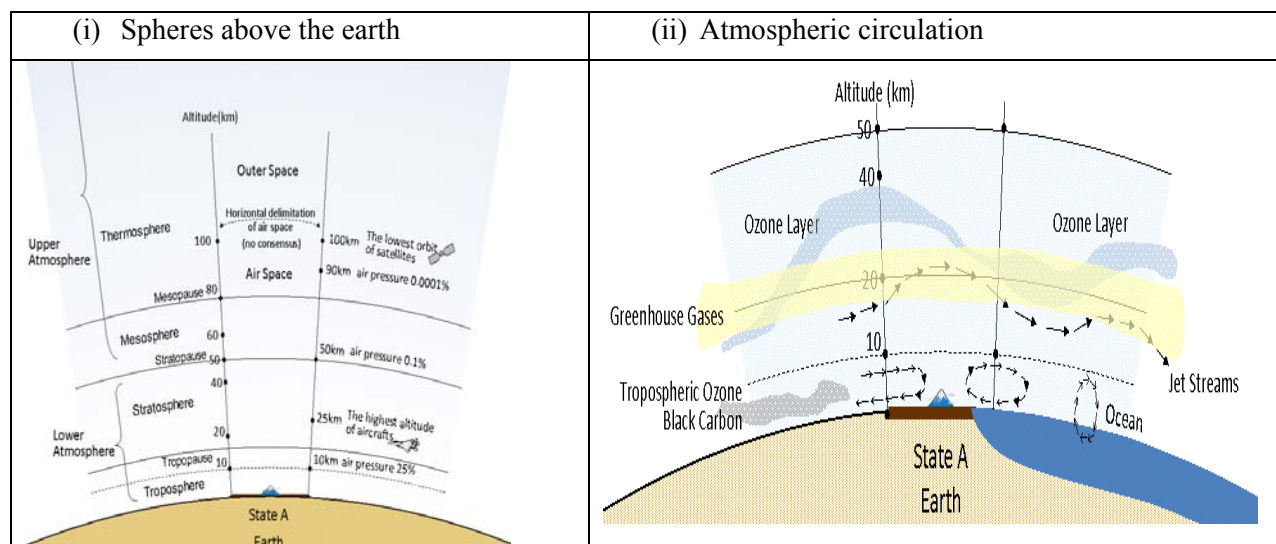 (i) Spheres above the earth
(ii) Atmospheric circulation
Altitude(km)
Outer Space
Horizontal delimitation
of air space
(no consensus)
Thermosphere
Upper
Atmosphere
100
100km The lowest orbit
of satellites
Air Space
90km air pressure 0.0001%
Mesopause 80
Mesosphere
60
Stratopause 50
50km air pressure 0.1%
40
Stratosphere
25km The highest altitude
of aircrafts
Lower
Atmosphere
20
Tropopause
10
10km air pressure 25%
Troposphere
State A
Earth
Altitude (km)
50
40
Ozone Layer
Ozone Layer
20
Greenhouse Gases
10
Jet Streams
Tropospheric Ozone
Black Carbon
Ocean
State A
Earth